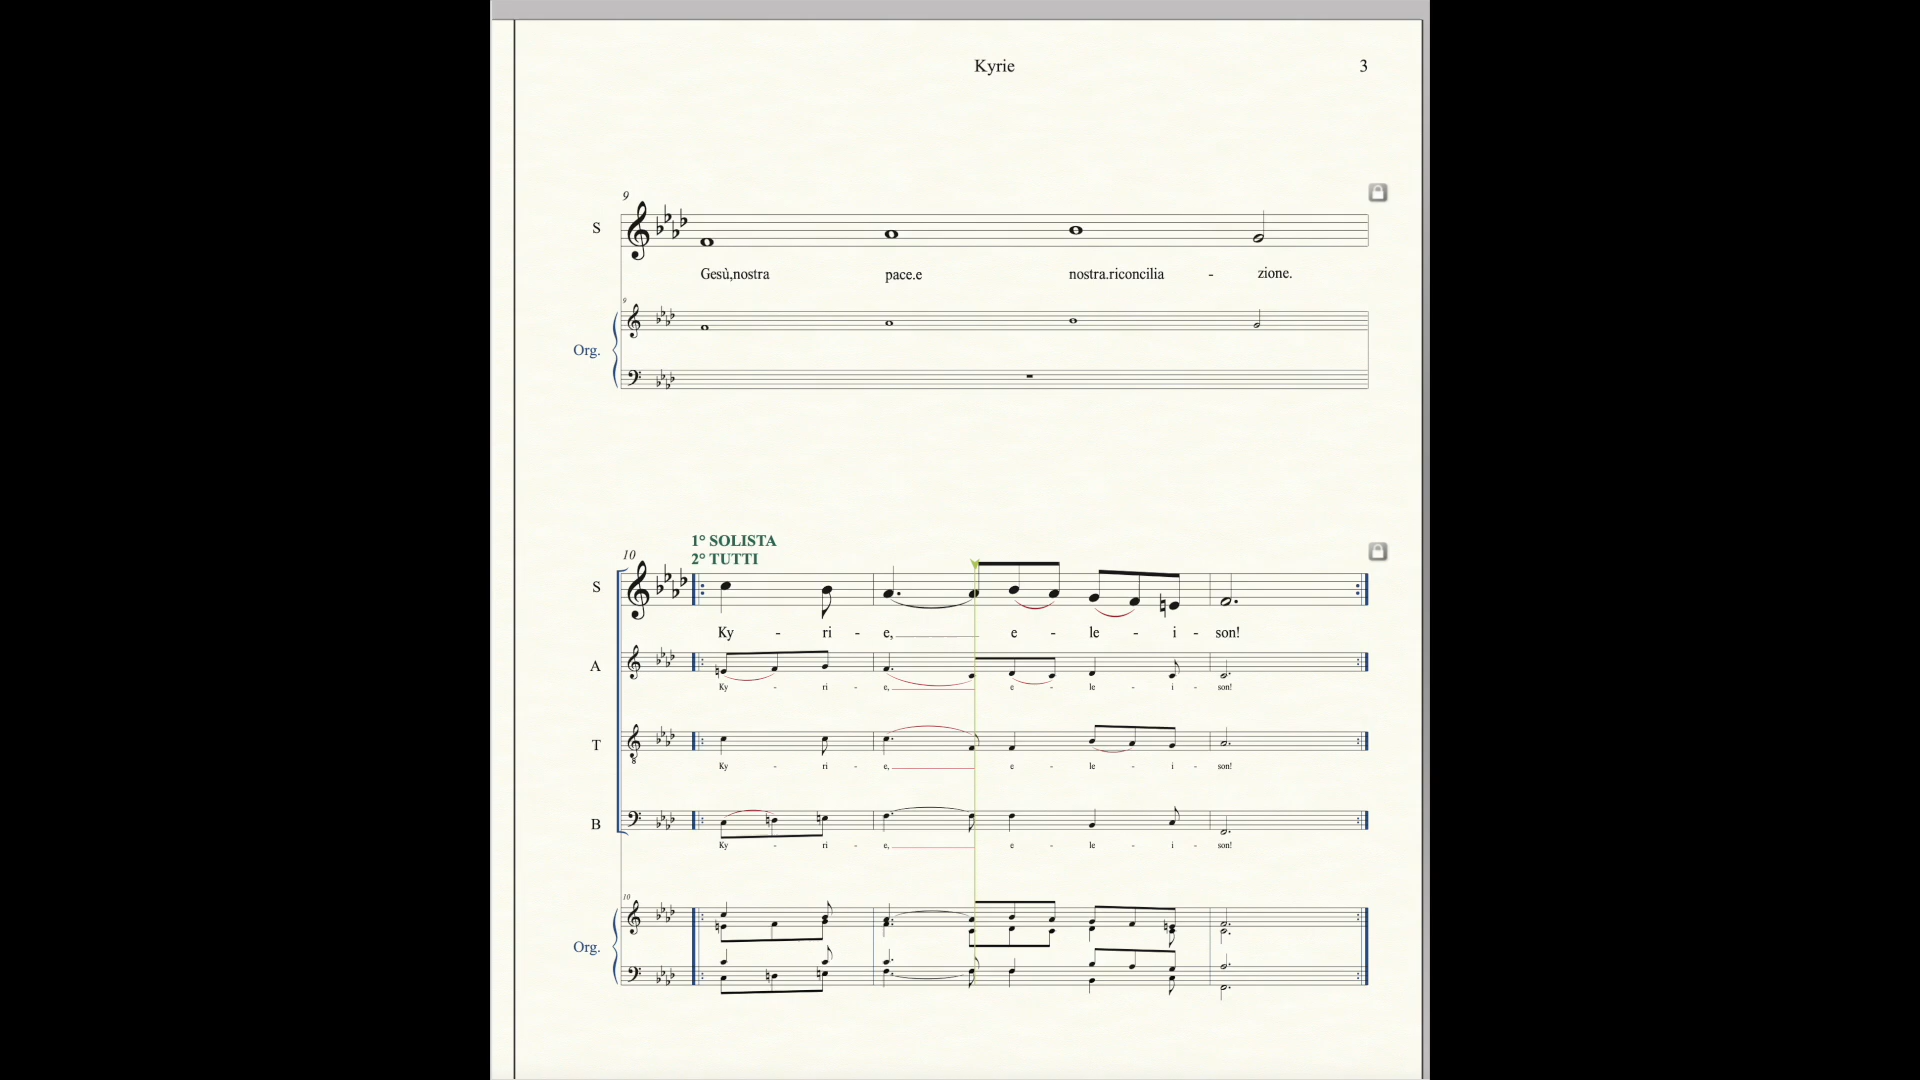 Kyrie 3
9
S
Gesù,nostra pace.e nostra.riconcilia - zione.
9
Org.
1° SOLISTA
2° TUTTI
10
S
Ky - ri - e, e - le - i - son!
A
Ky - ri - e, e - le - i - son!
T
8
Ky - ri - e, e - le - i - son!
B
Ky - ri - e, e - le - i - son!
10
Org.